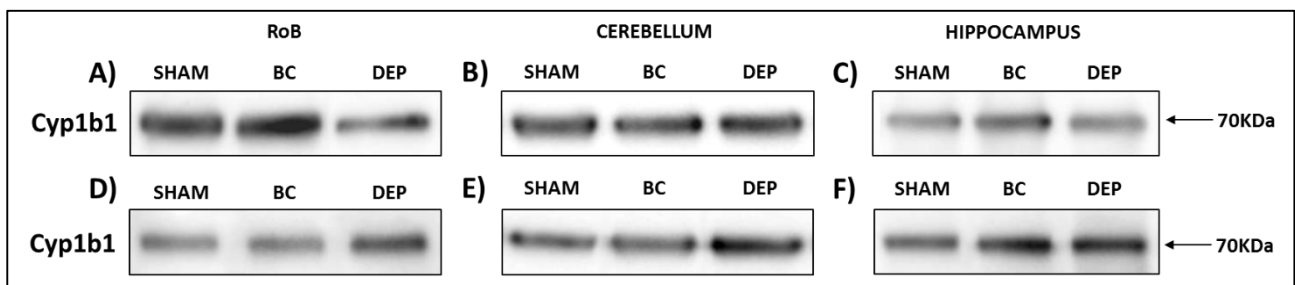 RoB CEREBELLUM HIPPOCAMPUS
A) SHAM BC DEP B) SHAM BC DEP C) SHAM BC DEP
Cyp1b1 70KDa
D) SHAM BC DEP E) SHAM BC DEP F) SHAM BC DEP
Cyp1b1 70KDa